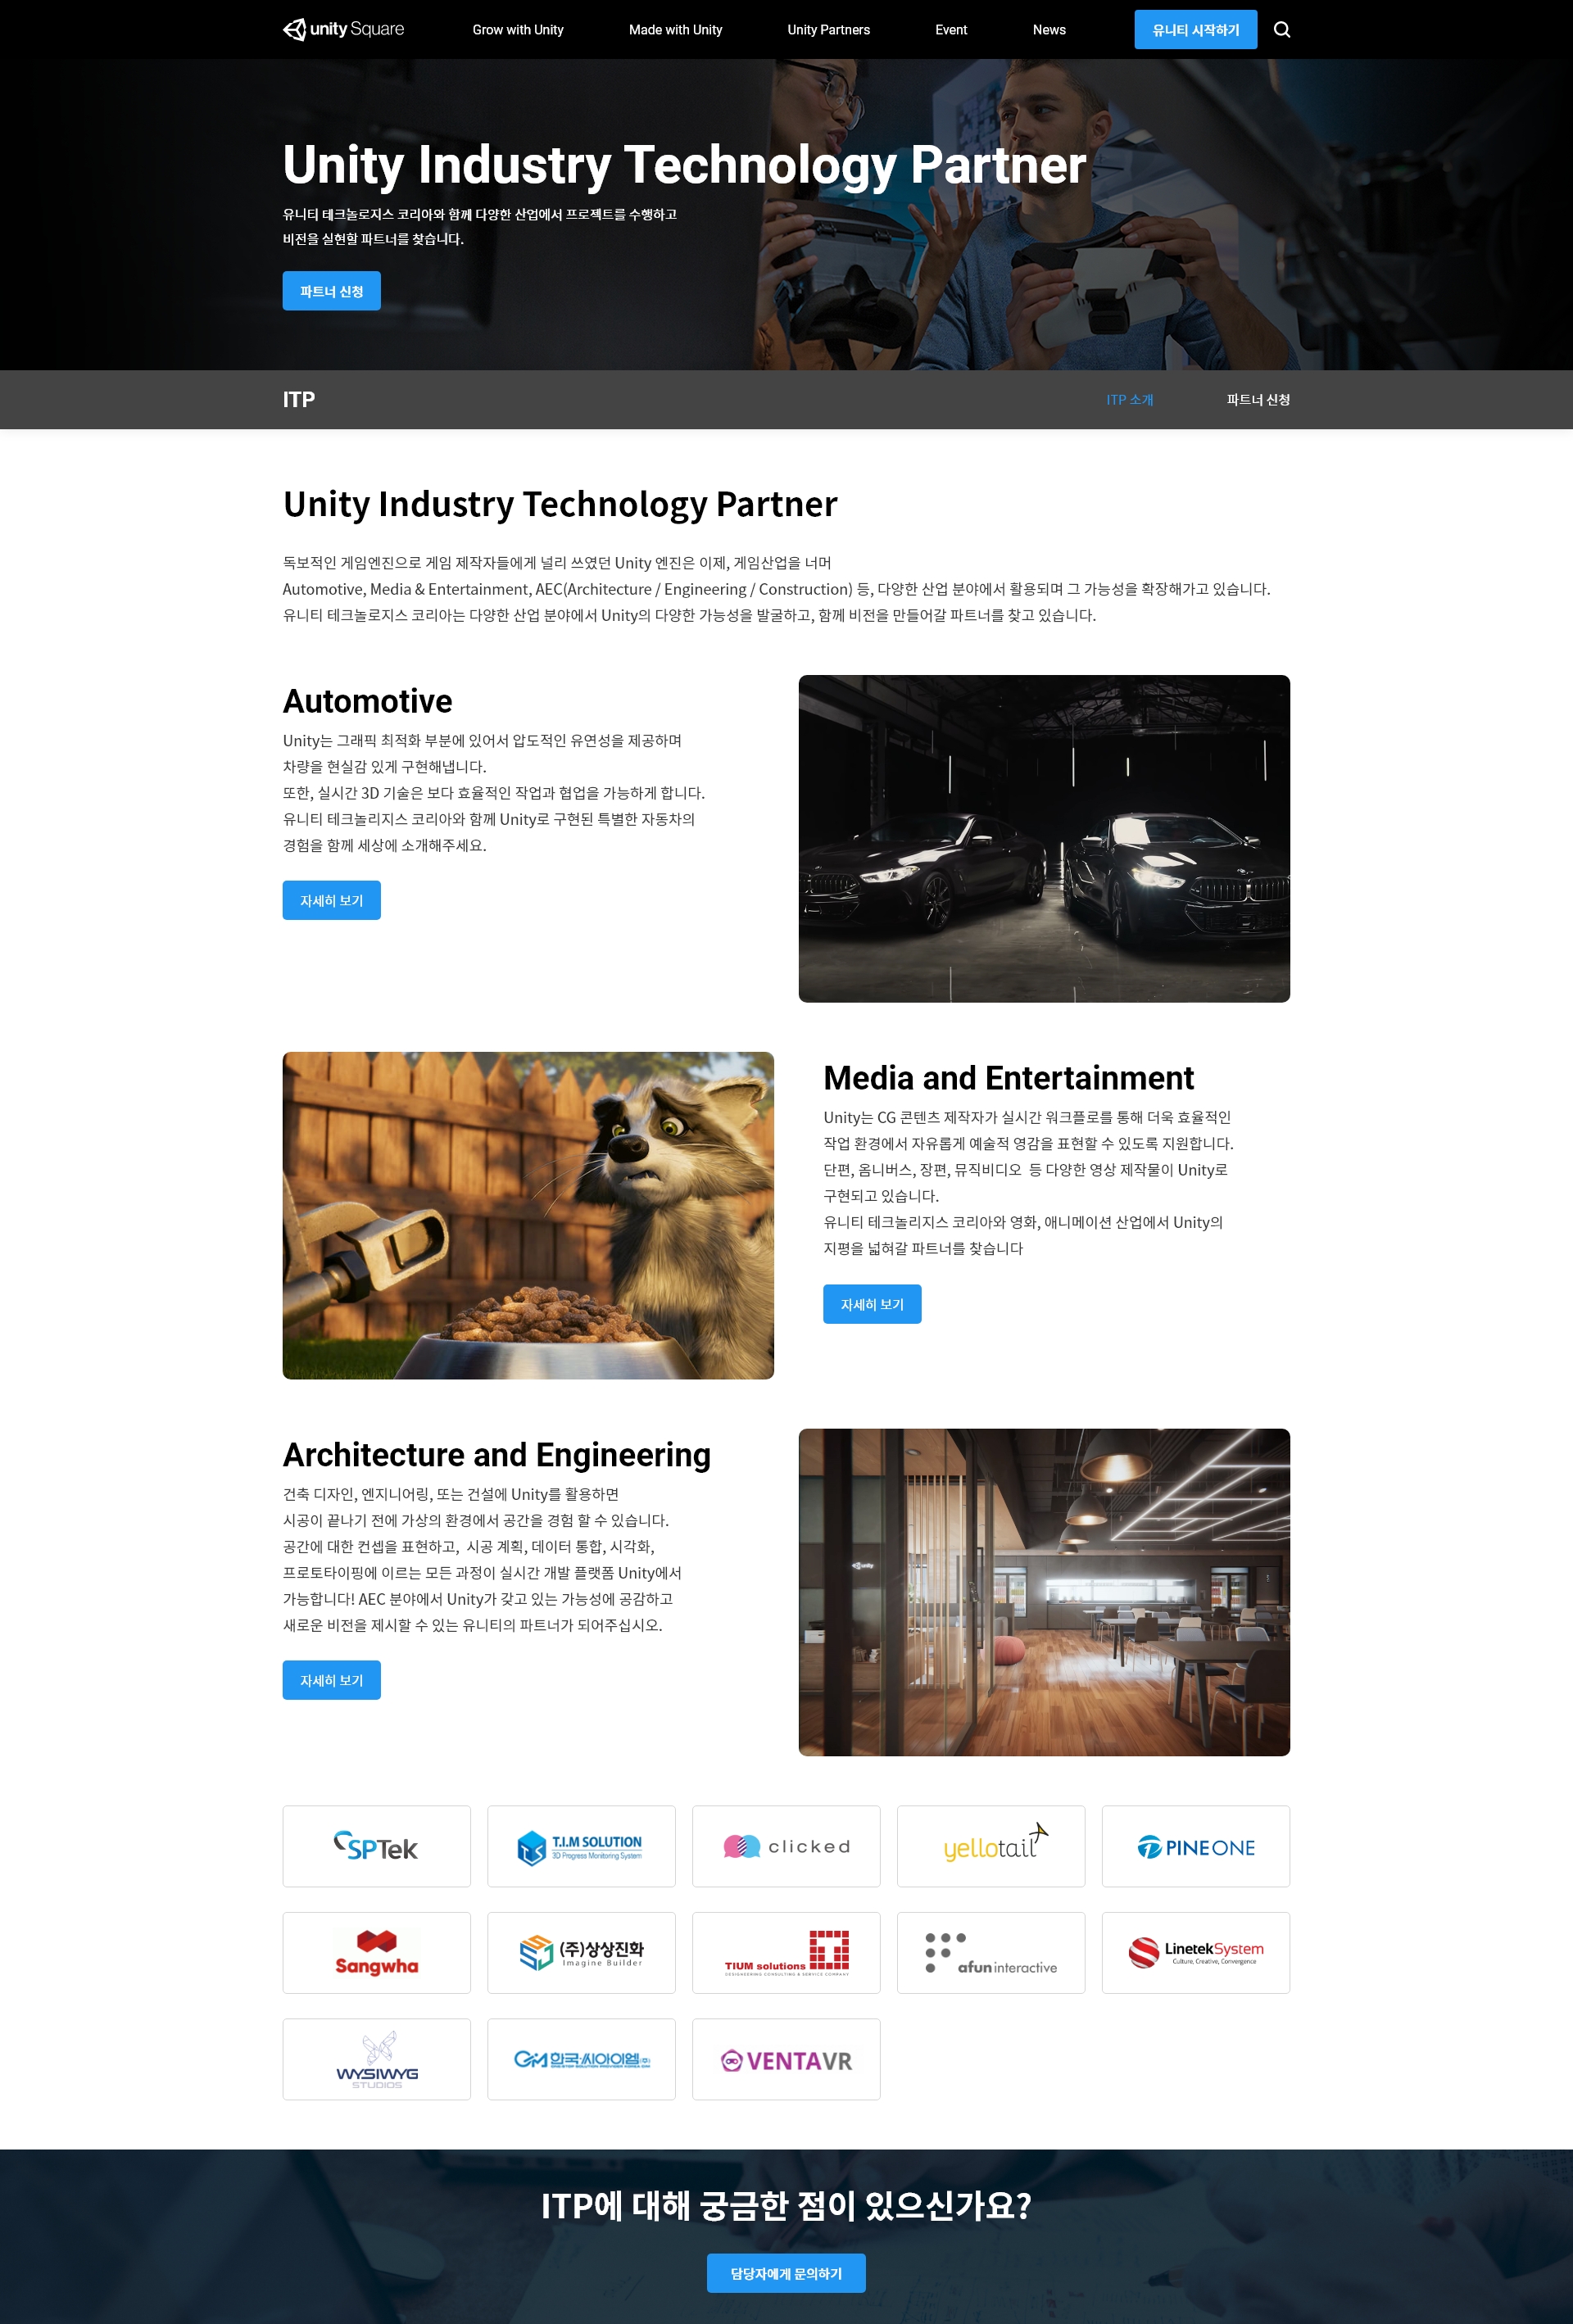 unity Square
Grow with Unity
Made with Unity
Unity Partners
Event
News
유니티 시작하기
Unity Industry Technology Partner
유니티 테크놀로지스 코리아와 함께 다양한 산업에서 프로젝트를 수행하고
비전을 실현할 파트너를 찾습니다.
파트너 신청
ITP
ITP 소개
파트너 신청
Unity Industry Technology Partner
독보적인 게임엔진으로 게임 제작자들에게 널리 쓰였던 Unity 엔진은 이제, 게임산업을 너머
Automotive, Media & Entertainment, AEC(Architecture / Engineering / Construction) 등, 다양한 산업 분야에서 활용되며 그 가능성을 확장해가고 있습니다.
유니티 테크놀로지스 코리아는 다양한 산업 분야에서 Unity의 다양한 가능성을 발굴하고, 함께 비전을 만들어갈 파트너를 찾고 있습니다.
Automotive
Unity는 그래픽 최적화 부분에 있어서 압도적인 유연성을 제공하며
차량을 현실감 있게 구현해냅니다.
또한, 실시간 3D 기술은 보다 효율적인 작업과 협업을 가능하게 합니다.
유니티 테크놀리지스 코리아와 함께 Unity로 구현된 특별한 자동차의
경험을 함께 세상에 소개해주세요.
자세히 보기
Media and Entertainment
Unity는 CG 콘텐츠 제작자가 실시간 워크플로를 통해 더욱 효율적인
작업 환경에서 자유롭게 예술적 영감을 표현할 수 있도록 지원합니다.
단편, 옴니버스, 장편, 뮤직비디오  등 다양한 영상 제작물이 Unity로
구현되고 있습니다.
유니티 테크놀리지스 코리아와 영화, 애니메이션 산업에서 Unity의
지평을 넓혀갈 파트너를 찾습니다
자세히 보기
Architecture and Engineering
건축 디자인, 엔지니어링, 또는 건설에 Unity를 활용하면
시공이 끝나기 전에 가상의 환경에서 공간을 경험 할 수 있습니다.
공간에 대한 컨셉을 표현하고,  시공 계획, 데이터 통합, 시각화,
프로토타이핑에 이르는 모든 과정이 실시간 개발 플랫폼 Unity에서
가능합니다! AEC 분야에서 Unity가 갖고 있는 가능성에 공감하고
새로운 비전을 제시할 수 있는 유니티의 파트너가 되어주십시오.
자세히 보기
unity
SPTek
T.I.M SOLUTION
3D Progress Monitoring System
clicked
yellotail
PINEONE
Sangwha
(주)상상진화
Imagine Builder
TIUM solutions
DESIGNEERING CONSULTING & SERVICE COMPANY
afun interactive
LinetekSystem
Culture, Creative, Convergence
WYSIWYG
STUDIOS
CIM 한국씨아이엠(주)
VENTAVR
ITP에 대해 궁금한 점이 있으신가요?
담당자에게 문의하기